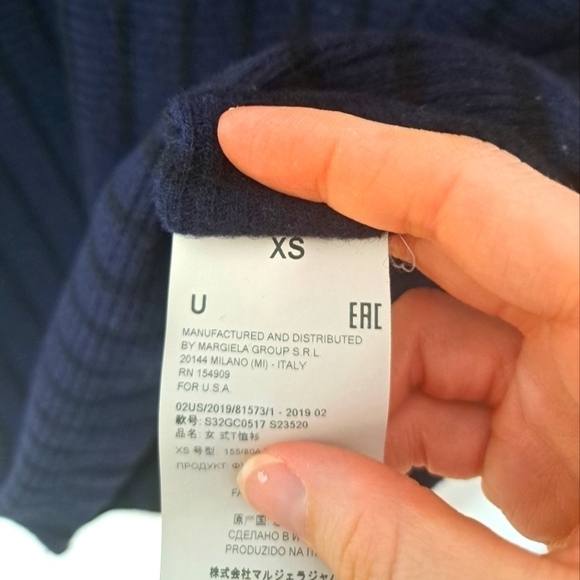 XS
U
EAC
MANUFACTURED AND DISTRIBUTED
BY MARGIELA GROUP S.R.L
20144 MILANO (MI) - ITALY
RN 154909
FOR U.S.A.
02US/2019/81573/1 - 2019 02
款号: S32GC0517 S23520
品名: 女 式T恤衫
XS 号型: 155/80A
ПРОДУКТ
原产国:
СДЕЛАНО В И
PRODUZIDO NA IT
株式会社マルジェラジャパ